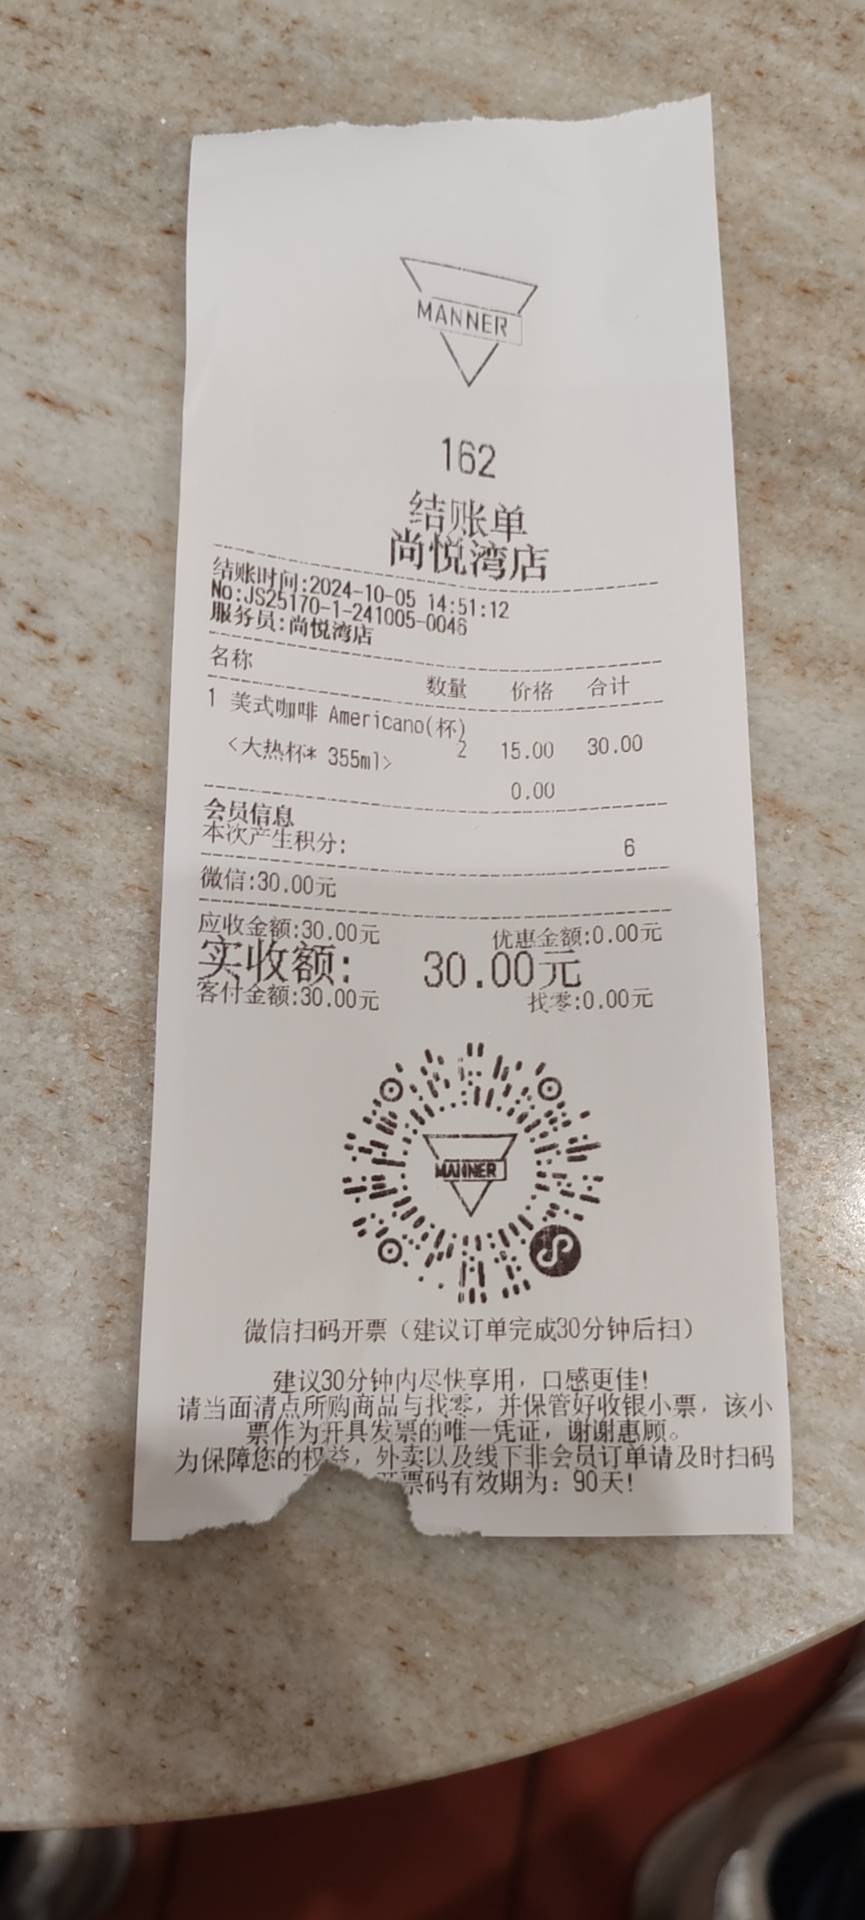 MANNER
162
结账单
尚悦湾店
结账时间:2024-10-05 14:51:12
No:JS25170-1-241005-0046
服务员:尚悦湾店
名称 数量 价格 合计
1 美式咖啡 Americano(杯)
<大热杯* 355ml> 2 15.00 30.00
0.00
会员信息
本次产生积分: 6
微信:30.00元
应收金额:30.00元 优惠金额:0.00元
实收额: 30.00元
客付金额:30.00元 找零:0.00元
MANNER
微信扫码开票（建议订单完成30分钟后扫）
建议30分钟内尽快享用，口感更佳!
请当面清点所购商品与找零，并保管好收银小票，该小
票作为开具发票的唯一凭证，谢谢惠顾。
为保障您的权益，外卖以及线下非会员订单请及时扫码
开票码有效期为：90天!